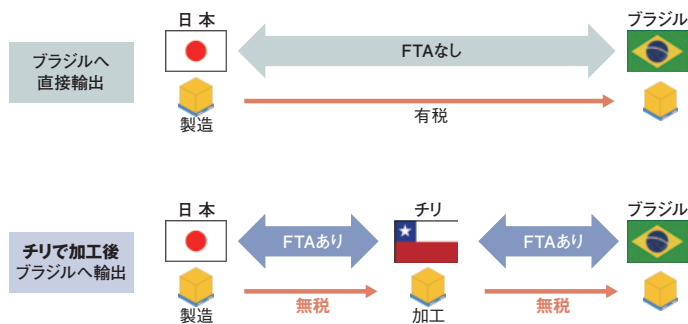 日本
ブラジル
ブラジルへ
直接輸出
FTAなし
有税
製造
日本
チリ
ブラジル
チリで加工後
ブラジルへ輸出
FTAあり
FTAあり
無税
無税
製造
加工